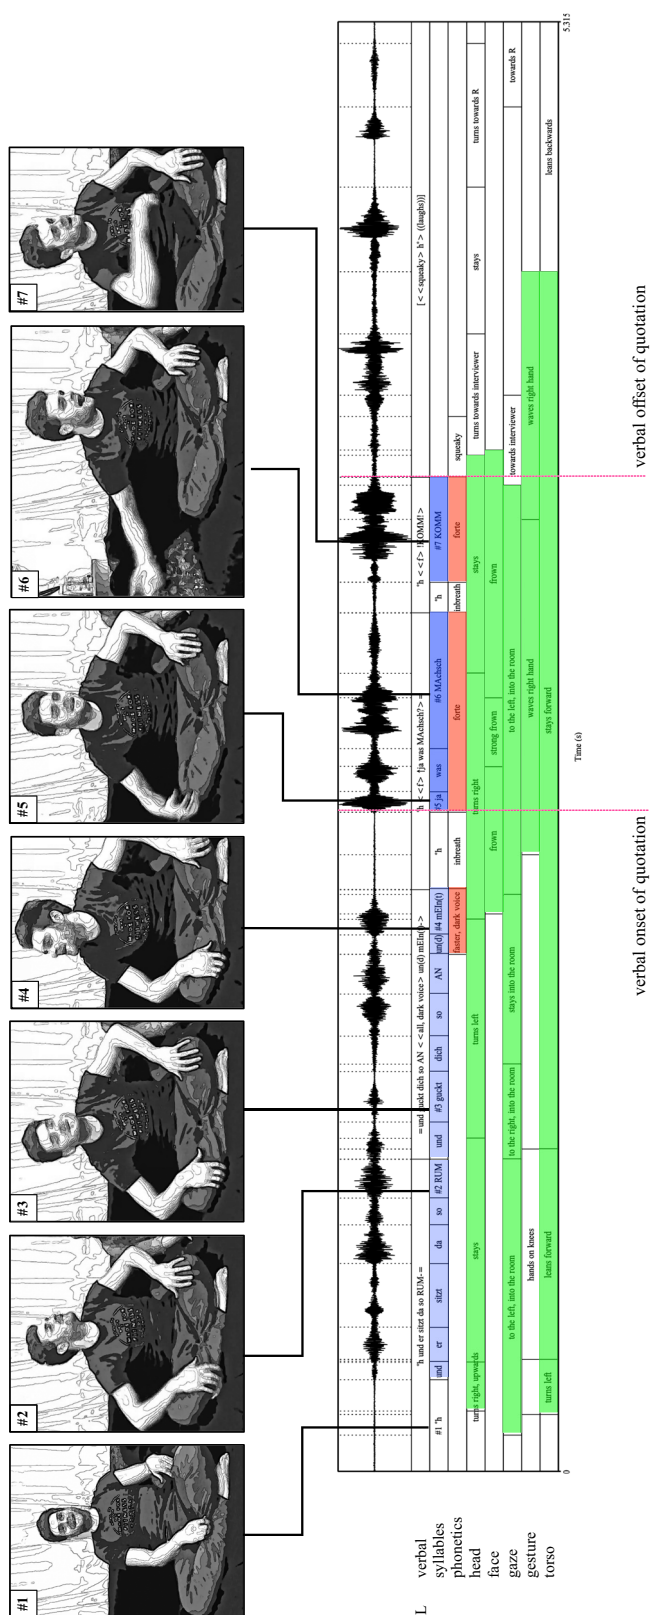 #1
#2
#3
#4
#5
#6
#7
L
verbal
°h und er sitzt da so RUM-=
=und guckt dich so AN <<all, dark voice> un(d) mEIn(t)->
°h <<f> ↑ja was MAchsch?> =
°h <<f> !KOMM!>
[<<squeaky> h°> ((laughs))]
syllables
#1 °h
und
er
sitzt
da
so
#2 RUM
und
#3 guckt
dich
so
AN
un(d)
#4 mEIn(t)
°h
#5 ja
was
#6 MAchsch
°h
#7 KOMM
phonetics
faster, dark voice
inbreath
forte
inbreath
forte
squeaky
head
turns right, upwards
stays
turns left
turns right
stays
turns towards interviewer
stays
turns towards R
face
frown
strong frown
frown
gaze
to the left, into the room
to the right, into the room
stays into the room
to the left, into the room
towards interviewer
towards R
gesture
hands on knees
waves right hand
waves right hand
torso
turns left
leans forward
stays forward
leans backwards
0
5.315
Time (s)
verbal onset of quotation
verbal offset of quotation